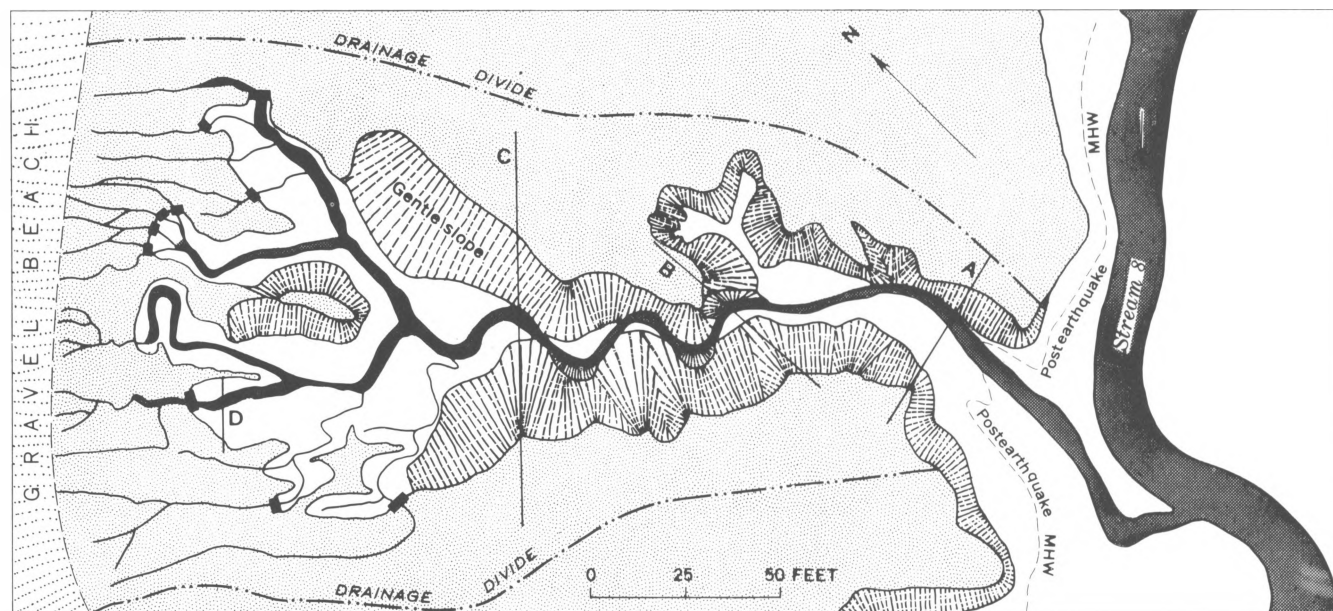 DRAINAGE DIVIDE
N
MHW
GRAVEL BEACH
C
Gentle slope
B
A
Postearthquake
Stream 8
D
Postearthquake MHW
0 25 50 FEET
DRAINAGE DIVIDE